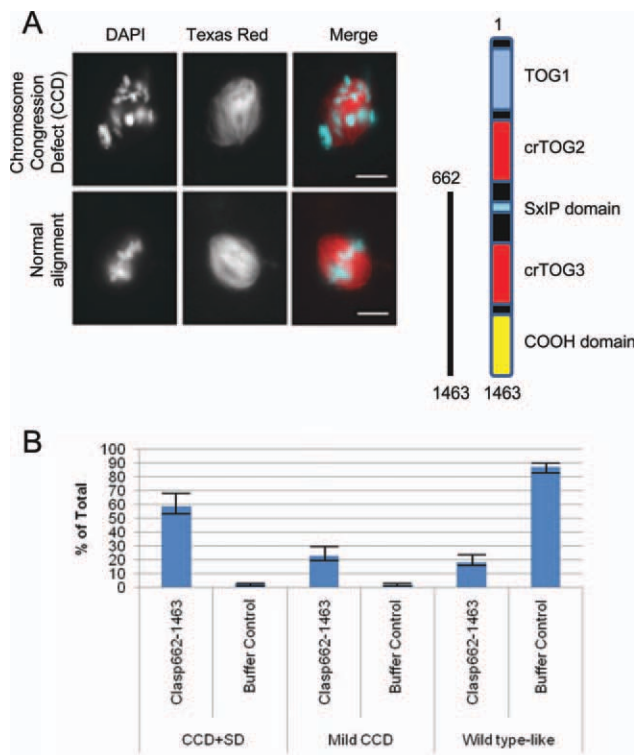 A
DAPI
Texas Red
Merge
Chromosome
Congression
Defect (CCD)
Normal
alignment
1
TOG1
crTOG2
662
SxIP domain
crTOG3
COOH domain
1463
1463
B
% of Total
100
90
80
70
60
50
40
30
20
10
0
Clasp662-1463
Buffer Control
Clasp662-1463
Buffer Control
Clasp662-1463
Buffer Control
CCD+SD
Mild CCD
Wild type-like